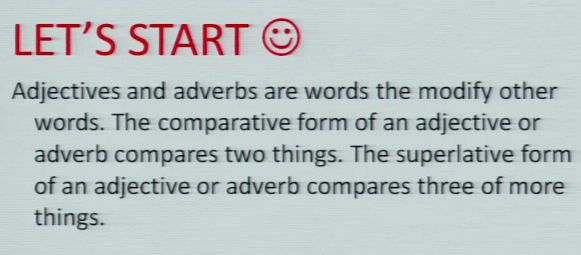 LET'S START ☺
Adjectives and adverbs are words the modify other
words. The comparative form of an adjective or
adverb compares two things. The superlative form
of an adjective or adverb compares three of more
things.